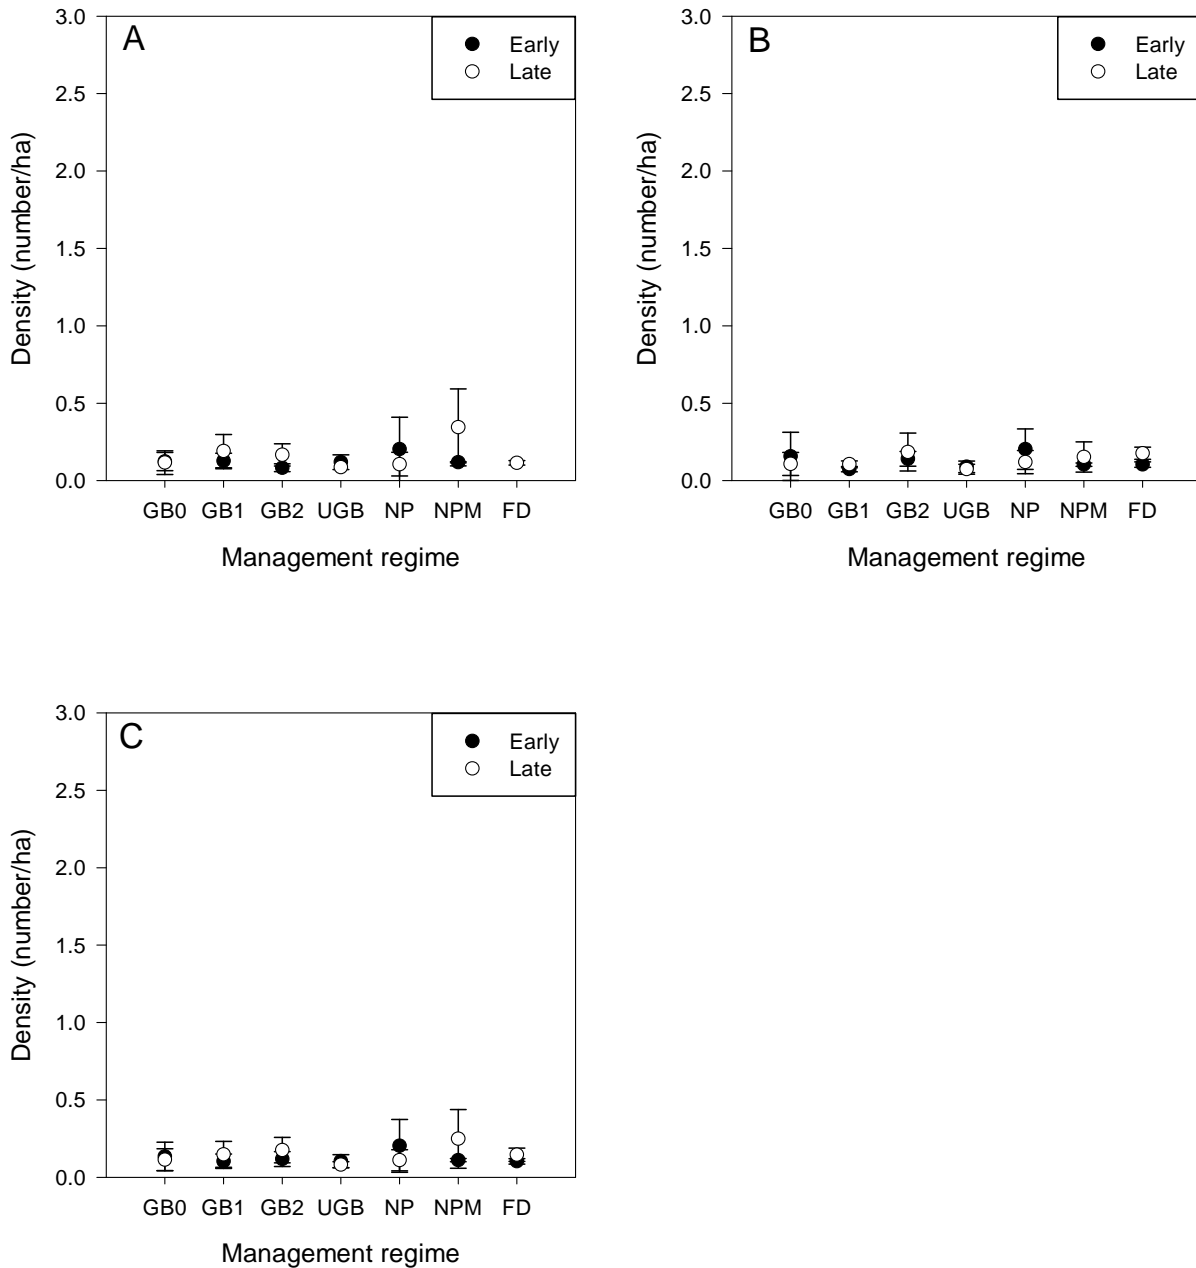 A
Early
Late
3.0
2.5
2.0
1.5
1.0
0.5
0.0
Density (number/ha)
GB0 GB1 GB2 UGB NP NPM FD
Management regime
B
Early
Late
3.0
2.5
2.0
1.5
1.0
0.5
0.0
Density (number/ha)
GB0 GB1 GB2 UGB NP NPM FD
Management regime
C
Early
Late
3.0
2.5
2.0
1.5
1.0
0.5
0.0
Density (number/ha)
GB0 GB1 GB2 UGB NP NPM FD
Management regime